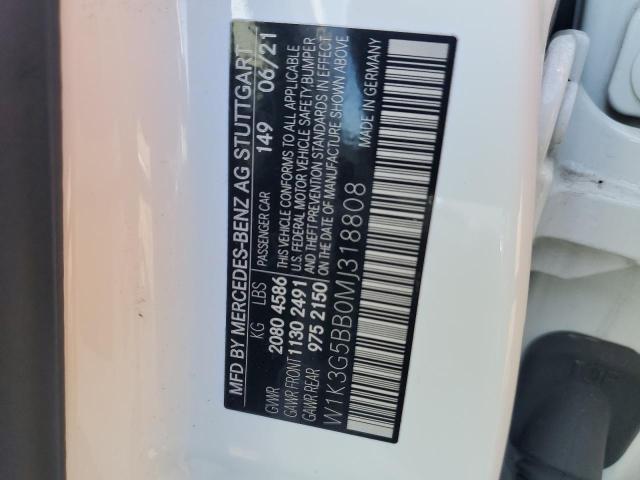 MFD BY MERCEDES-BENZ AG STUTTGART
KG LBS PASSENGER CAR 149 06/21
GVWR 2080 4586
GAWR FRONT 1130 2491
GAWR REAR 975 2150
THIS VEHICLE CONFORMS TO ALL APPLICABLE
U.S. FEDERAL MOTOR VEHICLE SAFETY, BUMPER
AND THEFT PREVENTION STANDARDS IN EFFECT
ON THE DATE OF MANUFACTURE SHOWN ABOVE
W1K3G5BB0MJ318808
MADE IN GERMANY
TOP